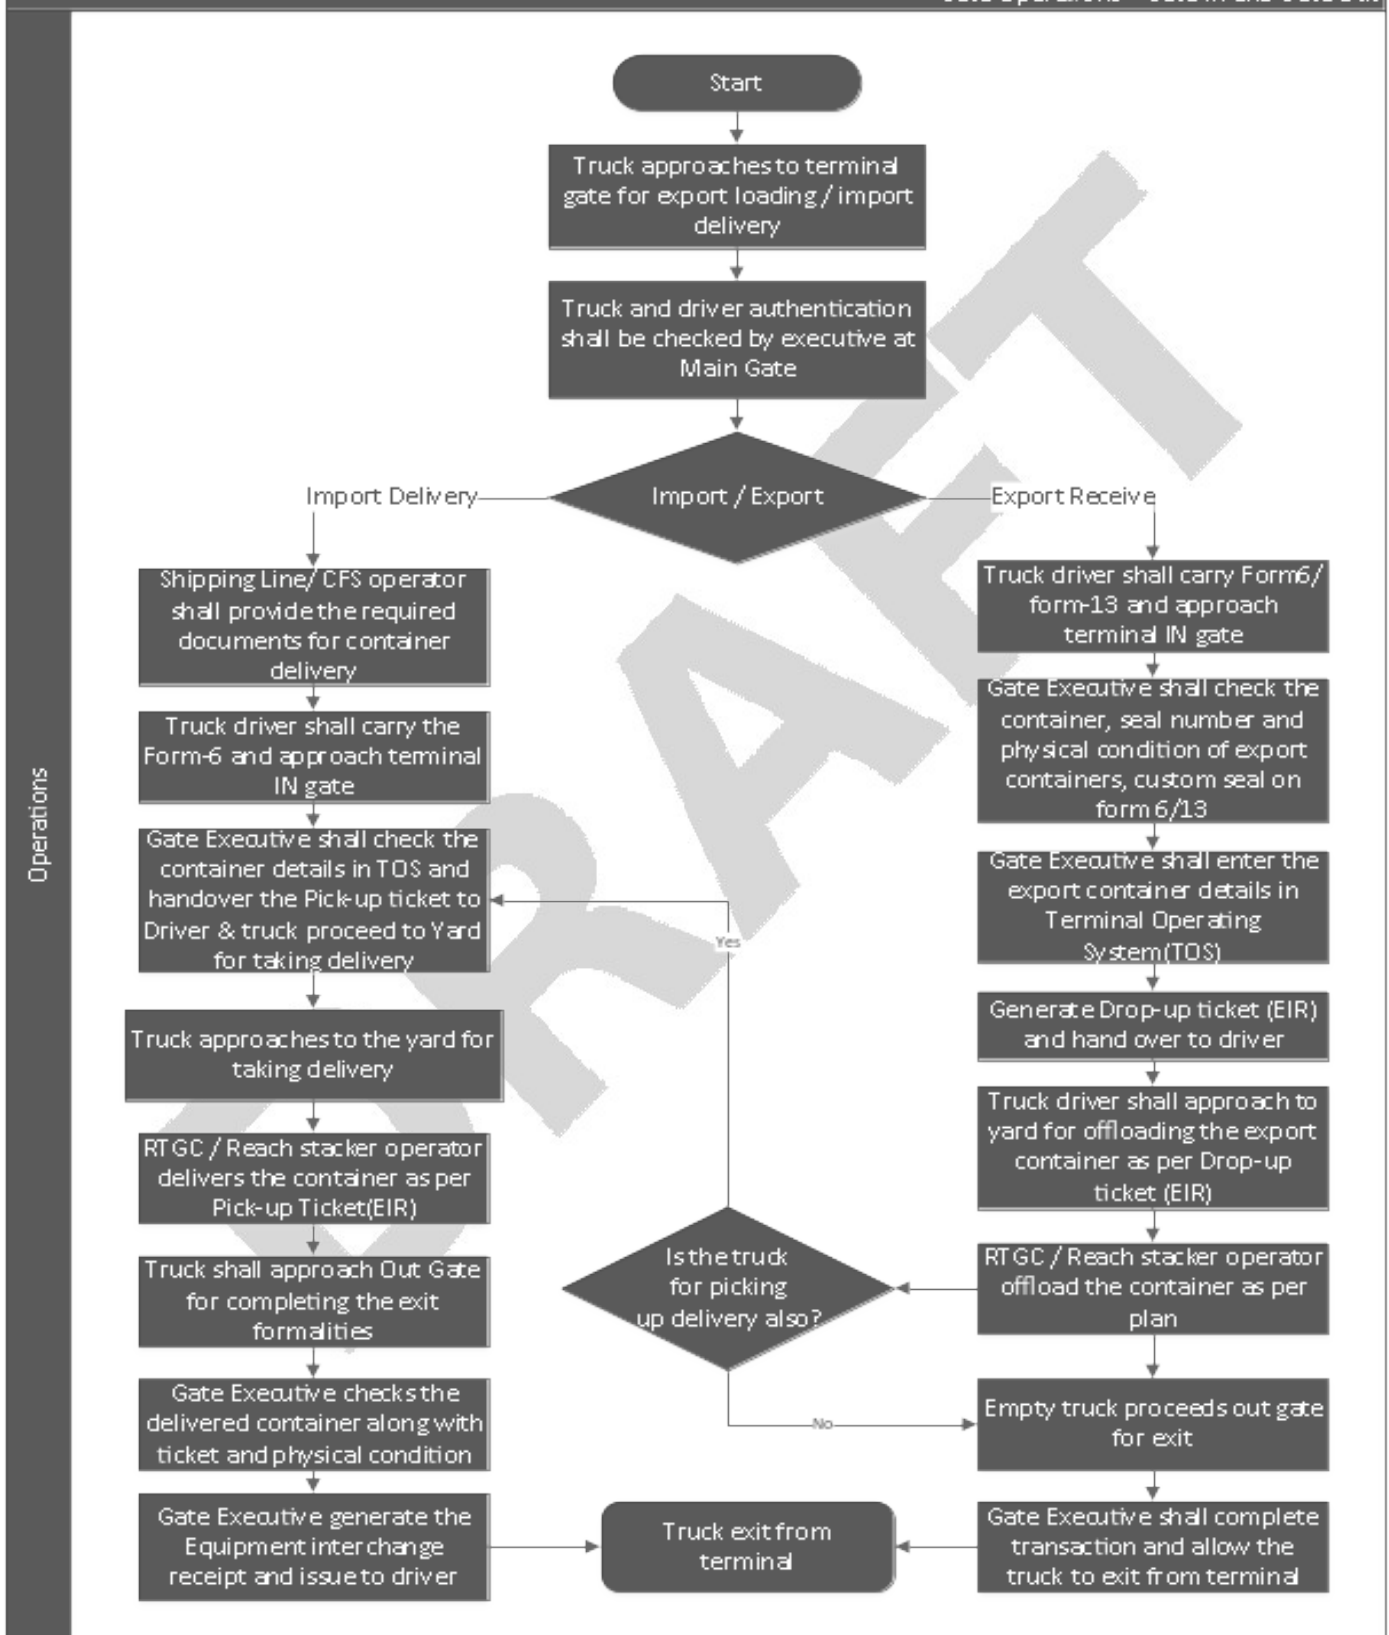 Gate Operations - Gate In and Gate Out
Operations
Start
Truck approaches to terminal
gate for export loading / import
delivery
Truck and driver authentication
shall be checked by executive at
Main Gate
Import / Export
Import Delivery
Export Receive
Shipping Line/ CFS operator
shall provide the required
documents for container
delivery
Truck driver shall carry the
Form-6 and approach terminal
IN gate
Gate Executive shall check the
container details in TOS and
handover the Pick-up ticket to
Driver & truck proceed to Yard
for taking delivery
Truck approaches to the yard for
taking delivery
RTGC / Reach stacker operator
delivers the container as per
Pick-up Ticket(EIR)
Truck shall approach Out Gate
for completing the exit
formalities
Gate Executive checks the
delivered container along with
ticket and physical condition
Gate Executive generate the
Equipment interchange
receipt and issue to driver
Truck driver shall carry Form6/
form-13 and approach
terminal IN gate
Gate Executive shall check the
container, seal number and
physical condition of export
containers, custom seal on
form 6/13
Gate Executive shall enter the
export container details in
Terminal Operating
System(TOS)
Generate Drop-up ticket (EIR)
and hand over to driver
Truck driver shall approach to
yard for offloading the export
container as per Drop-up
ticket (EIR)
RTGC / Reach stacker operator
offload the container as per
plan
Is the truck
for picking
up delivery also?
Yes
No
Empty truck proceeds out gate
for exit
Gate Executive shall complete
transaction and allow the
truck to exit from terminal
Truck exit from
terminal
DRAFT